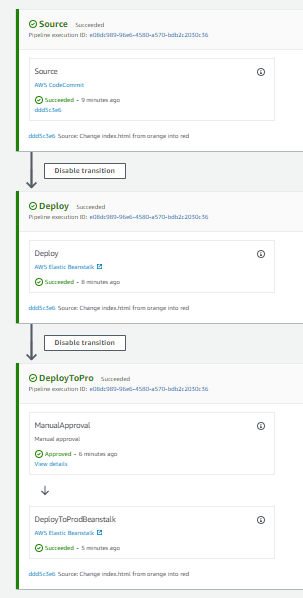 Source Succeeded
Pipeline execution ID: e08dc989-96e6-4580-a570-bdb2c2030c36
Source
AWS CodeCommit
Succeeded - 9 minutes ago
ddd5c3e6
ddd5c3e6 Source: Change index.html from orange into red
Disable transition
Deploy Succeeded
Pipeline execution ID: e08dc989-96e6-4580-a570-bdb2c2030c36
Deploy
AWS Elastic Beanstalk
Succeeded - 8 minutes ago
ddd5c3e6 Source: Change index.html from orange into red
Disable transition
DeployToPro Succeeded
Pipeline execution ID: e08dc989-96e6-4580-a570-bdb2c2030c36
ManualApproval
Manual approval
Approved - 6 minutes ago
View details
DeployToProdBeanstalk
AWS Elastic Beanstalk
Succeeded - 5 minutes ago
ddd5c3e6 Source: Change index.html from orange into red